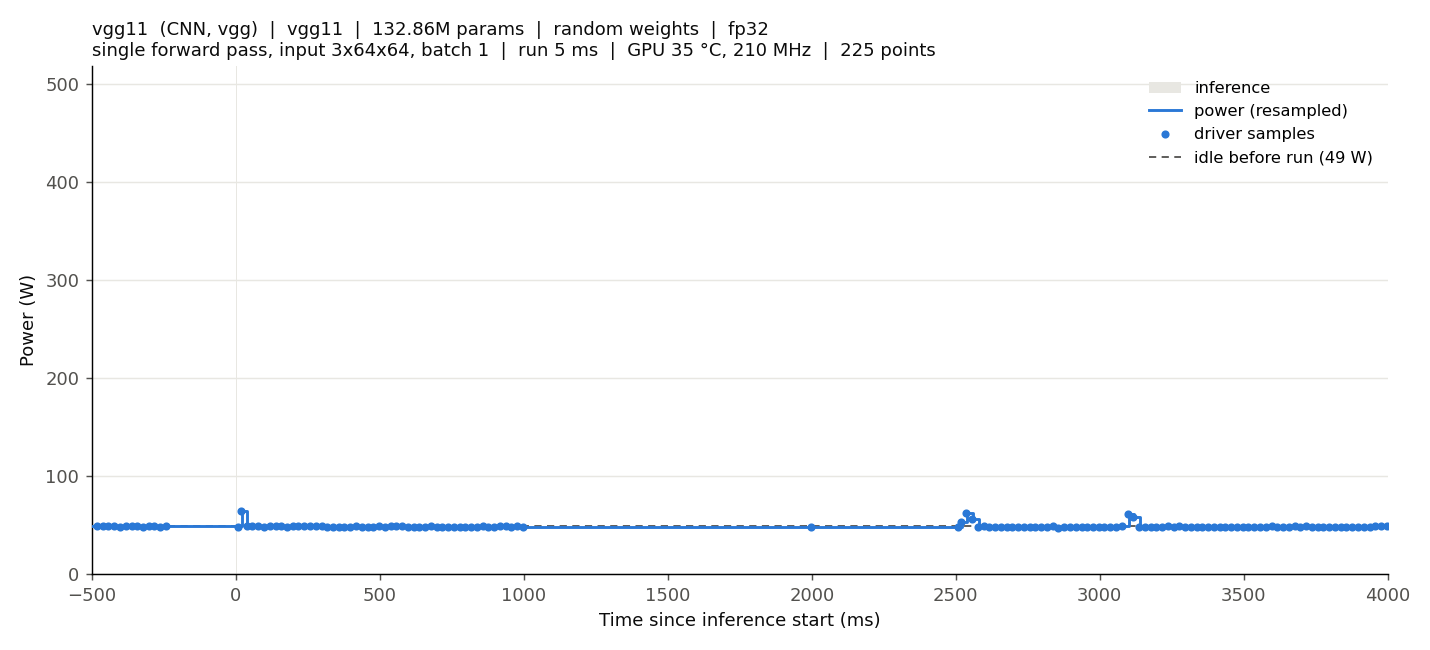 vgg11  (CNN, vgg)  |  vgg11  |  132.86M params  |  random weights  |  fp32
single forward pass, input 3x64x64, batch 1  |  run 5 ms  |  GPU 35 °C, 210 MHz  |  225 points
inference
power (resampled)
driver samples
idle before run (49 W)
Power (W)
500
400
300
200
100
0
−500 0 500 1000 1500 2000 2500 3000 3500 4000
Time since inference start (ms)